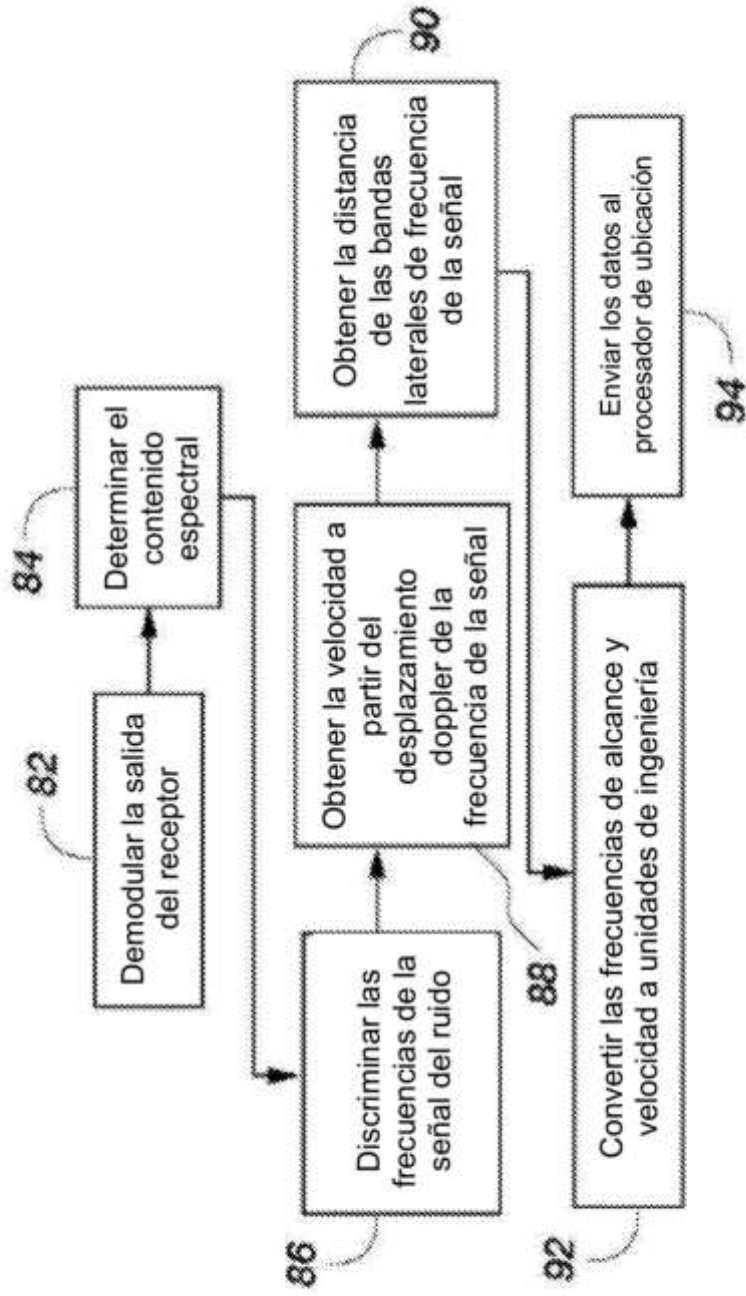 82
Demodular la salida
del receptor
84
Determinar el
contenido
espectral
86
Discriminar las
frecuencias de la
señal del ruido
88
Obtener la velocidad a
partir del
desplazamiento
doppler de la
frecuencia de la señal
90
Obtener la distancia
de las bandas
laterales de frecuencia
de la señal
92
Convertir las frecuencias de alcance y
velocidad a unidades de ingeniería
94
Enviar los datos al
procesador de ubicación